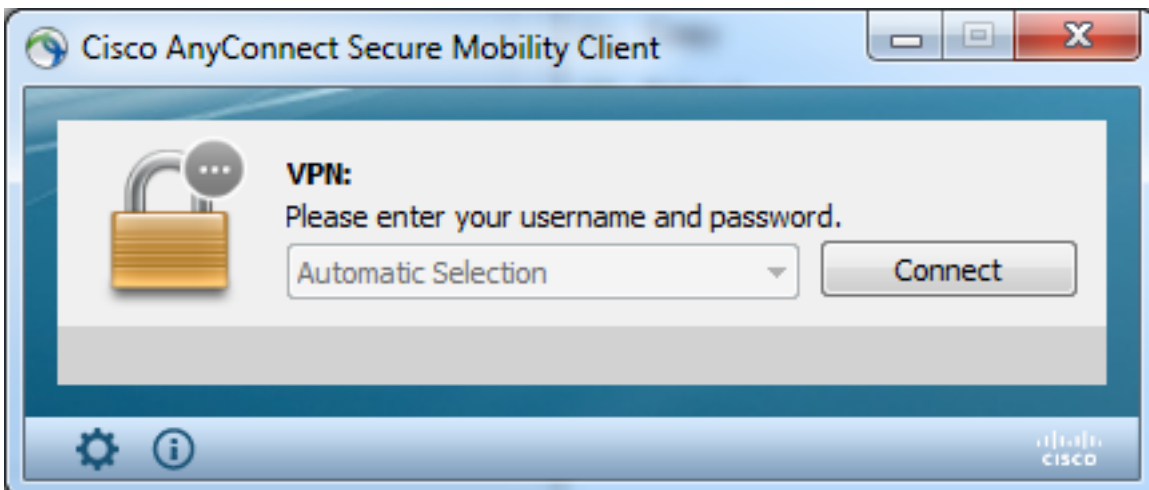 Cisco AnyConnect Secure Mobility Client
VPN:
Please enter your username and password.
Automatic Selection
Connect
CISCO